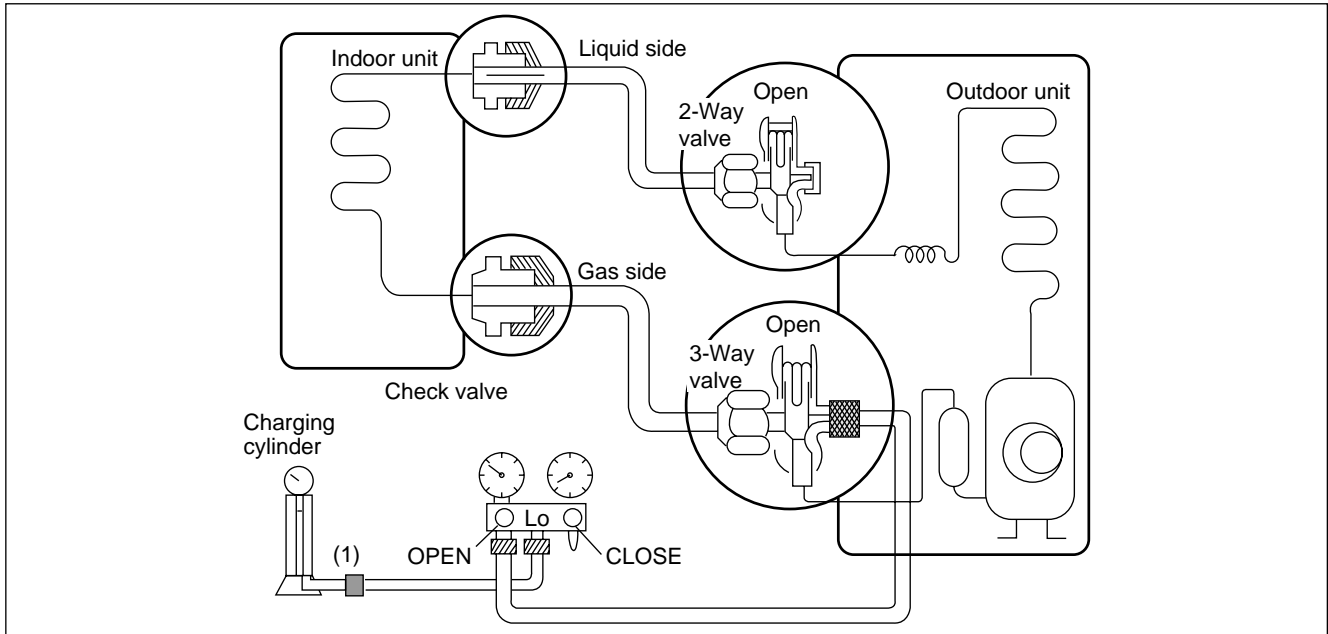 Indoor unit
Liquid side
Open
2-Way
valve
Outdoor unit
Gas side
Open
3-Way
valve
Check valve
Charging
cylinder
Lo
(1)
OPEN
CLOSE